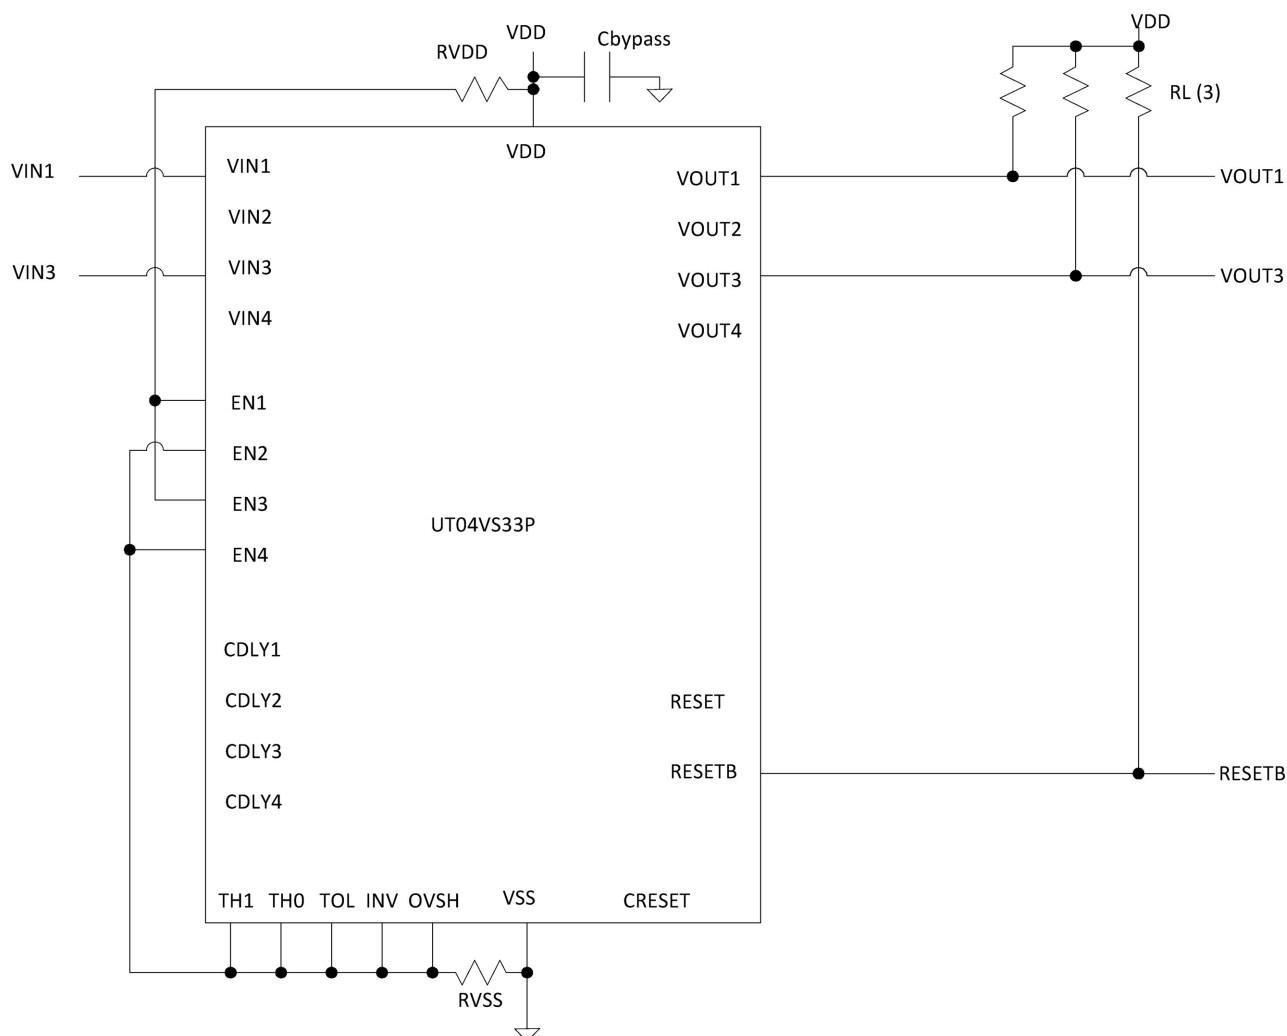 VDD
VDD
RVDD
Cbypass
RL (3)
VDD
VIN1
VIN1
VOUT1
VOUT1
VIN2
VOUT2
VIN3
VIN3
VOUT3
VOUT3
VIN4
VOUT4
EN1
EN2
EN3
UT04VS33P
EN4
CDLY1
CDLY2
RESET
CDLY3
RESETB
RESETB
CDLY4
TH1 TH0 TOL INV OVSH VSS CRESET
RVSS